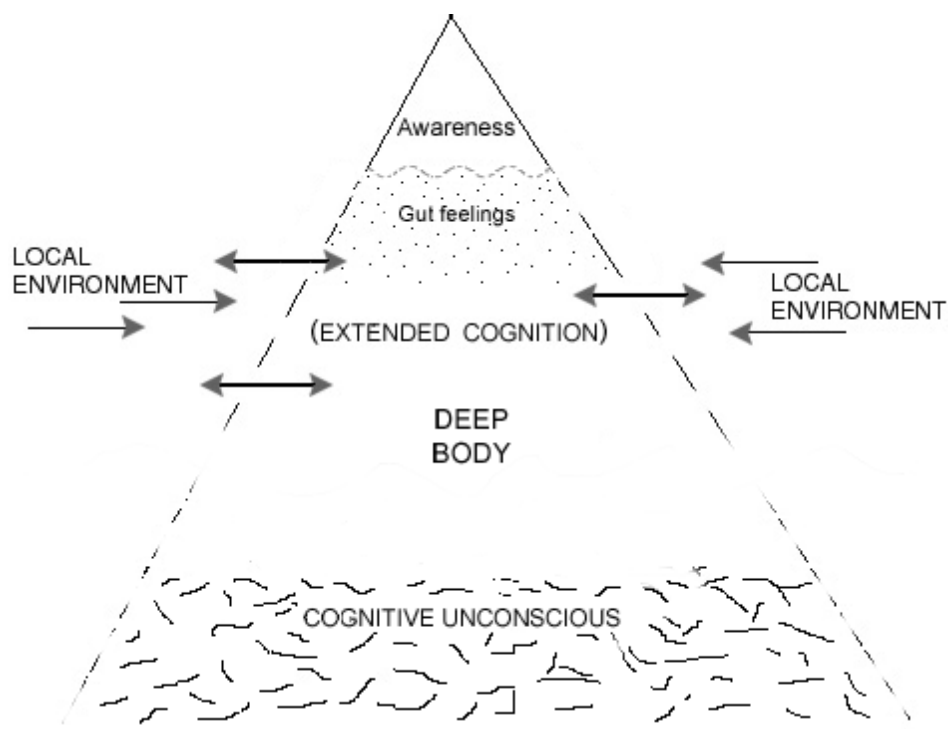 Awareness
Gut feelings
LOCAL
ENVIRONMENT
LOCAL
ENVIRONMENT
(EXTENDED COGNITION)
DEEP
BODY
COGNITIVE UNCONSCIOUS